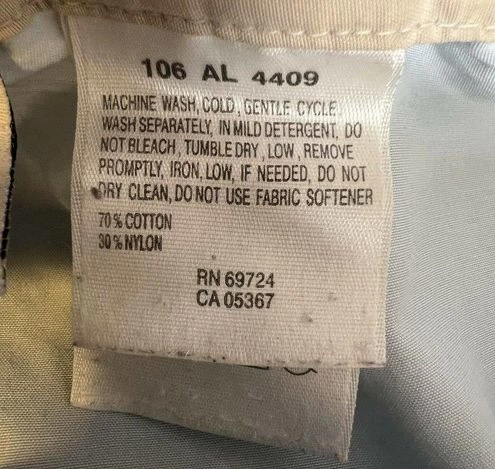 106 AL 4409
MACHINE WASH, COLD, GENTLE CYCLE.
WASH SEPARATELY, IN MILD DETERGENT, DO
NOT BLEACH, TUMBLE DRY, LOW, REMOVE
PROMPTLY, IRON, LOW, IF NEEDED, DO NOT
DRY CLEAN, DO NOT USE FABRIC SOFTENER
70% COTTON
30% NYLON
RN 69724
CA 05367